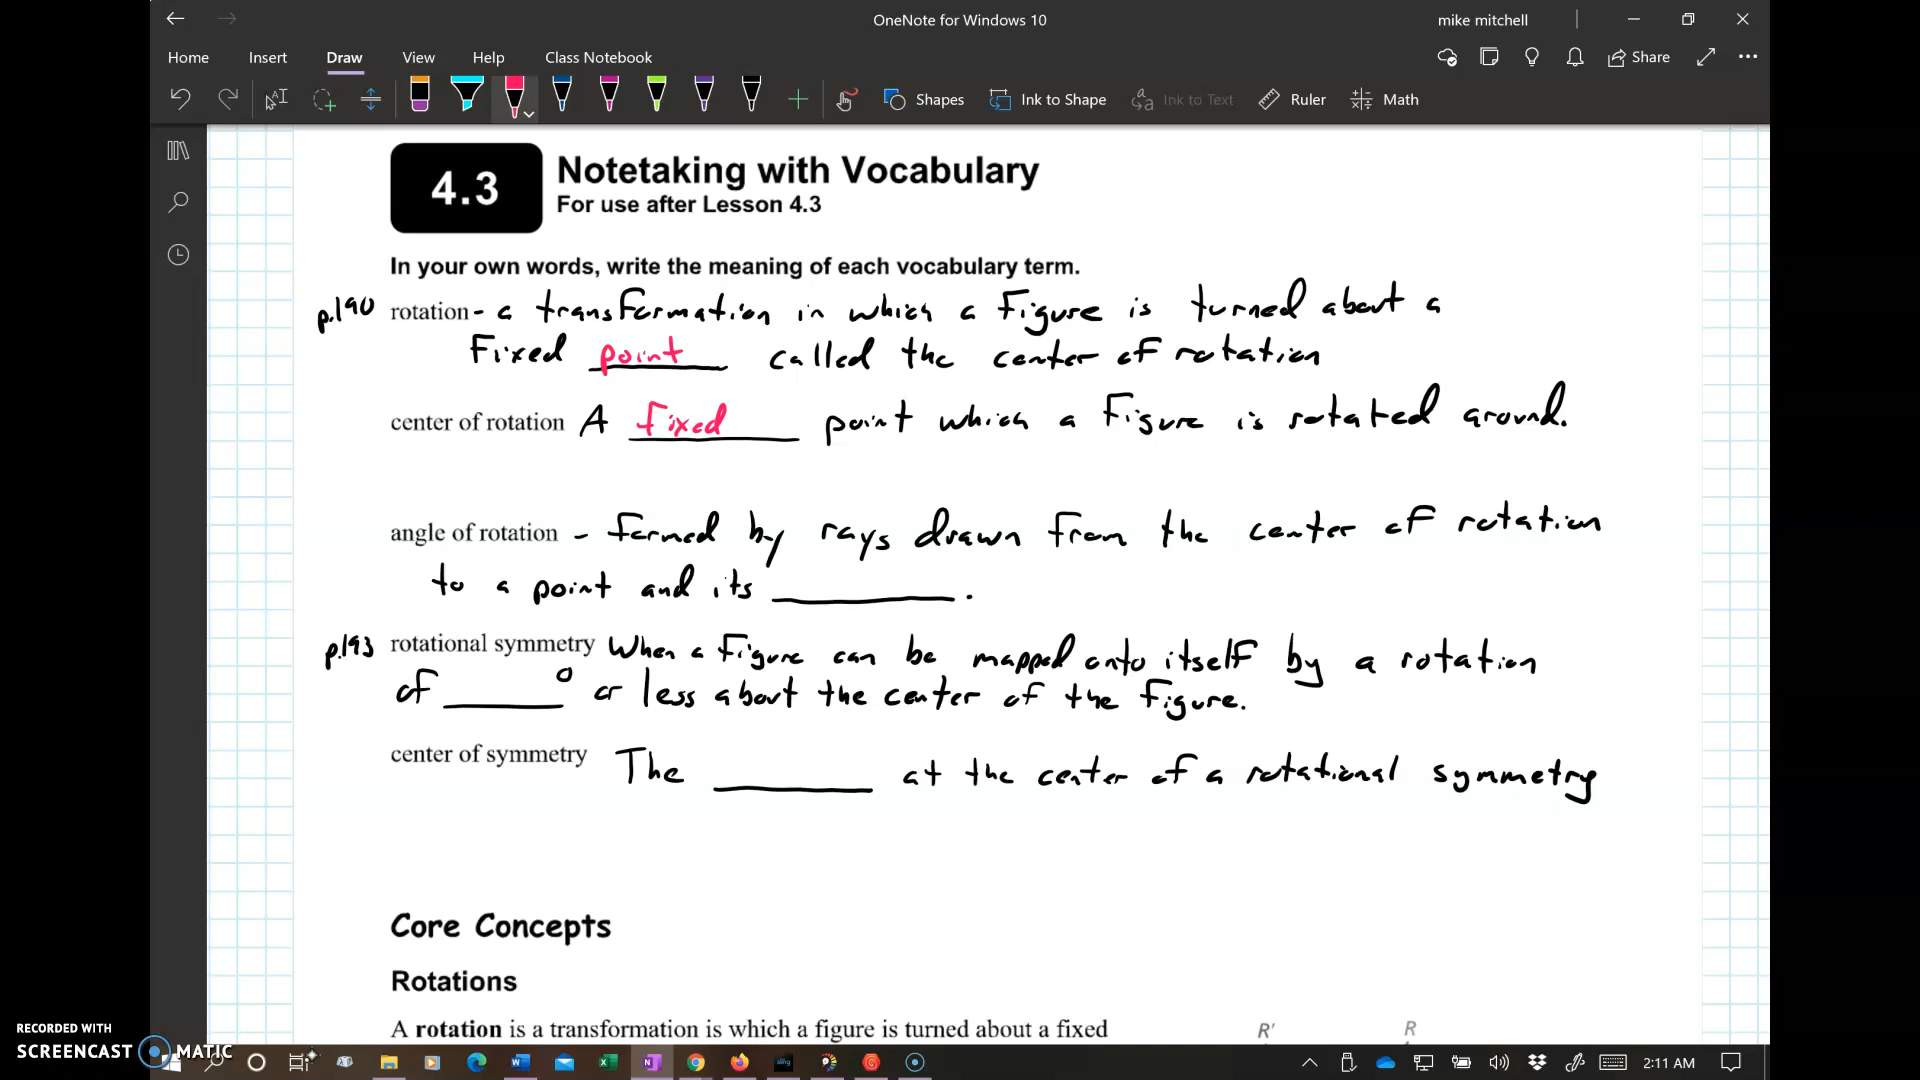 OneNote for Windows 10
mike mitchell
Home Insert Draw View Help Class Notebook
Share
Shapes Ink to Shape Ink to Text Ruler Math
4.3 Notetaking with Vocabulary
For use after Lesson 4.3
In your own words, write the meaning of each vocabulary term.
p.190 rotation - a transformation in which a figure is turned about a
Fixed point called the center of rotation
center of rotation A fixed point which a figure is rotated around.
angle of rotation - formed by rays drawn from the center of rotation
to a point and its ________.
p.193 rotational symmetry When a figure can be mapped onto itself by a rotation
of ______° or less about the center of the figure.
center of symmetry The ________ at the center of a rotational symmetry
Core Concepts
Rotations
A rotation is a transformation is which a figure is turned about a fixed
R' R
RECORDED WITH
SCREENCAST MATIC
2:11 AM